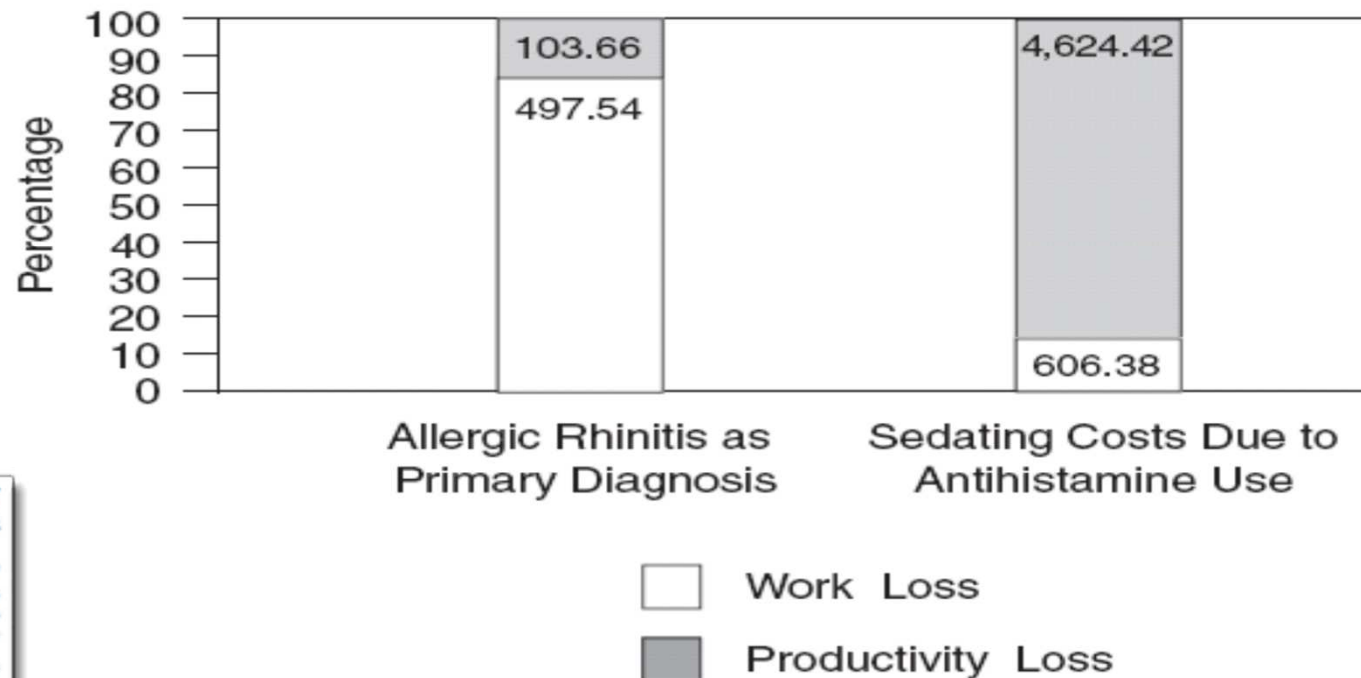 Percentage
100
90
80
70
60
50
40
30
20
10
0
103.66
497.54
4,624.42
606.38
Allergic Rhinitis as
Primary Diagnosis
Sedating Costs Due to
Antihistamine Use
Work Loss
Productivity Loss